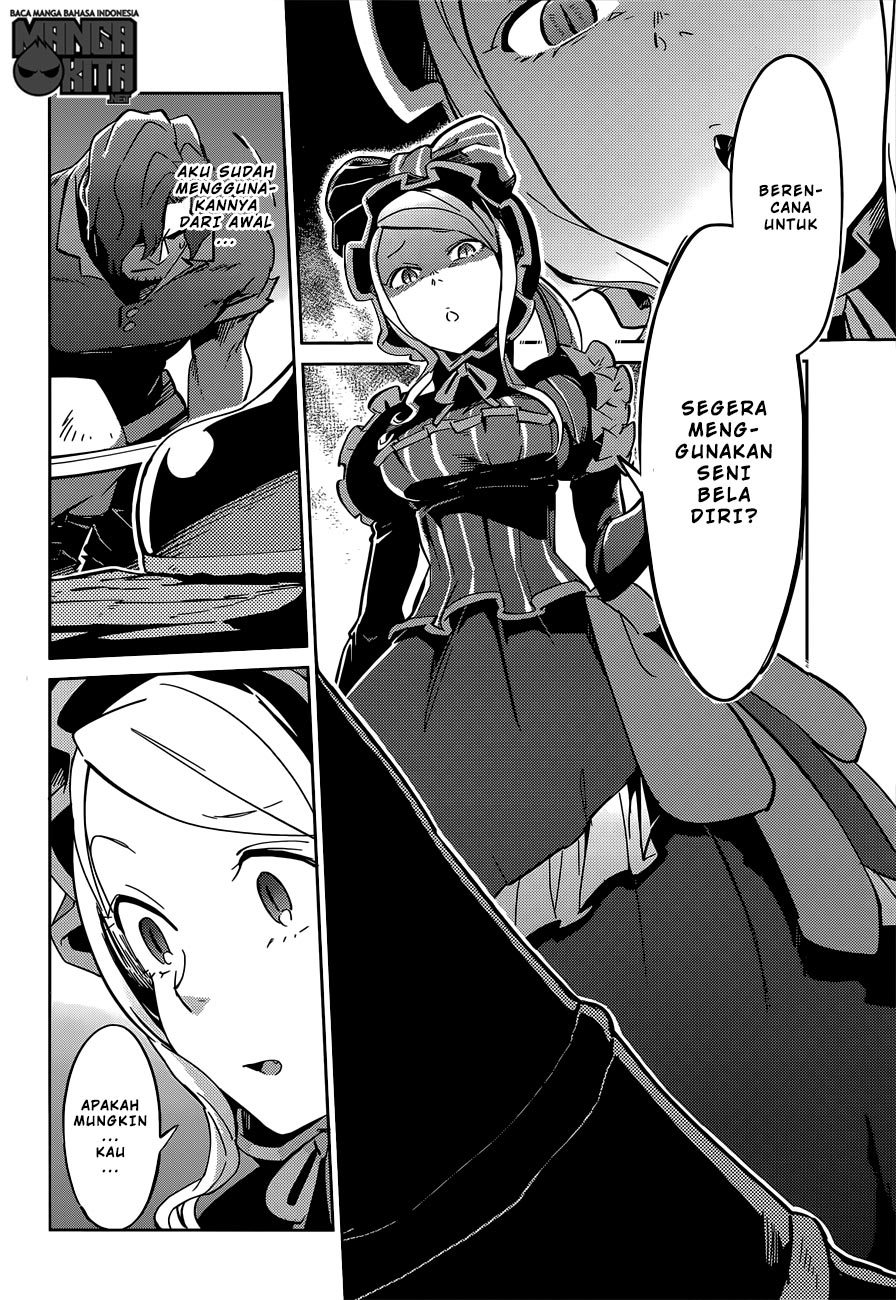 BACA MANGA BAHASA INDONESIA
MANGA
KITA
.NET
BEREN-
CANA
UNTUK
SEGERA
MENG-
GUNAKAN
SENI
BELA
DIRI?
AKU SUDAH
MENGGUNA-
KANNYA
DARI AWAL
...
APAKAH
MUNGKIN
...
KAU
...